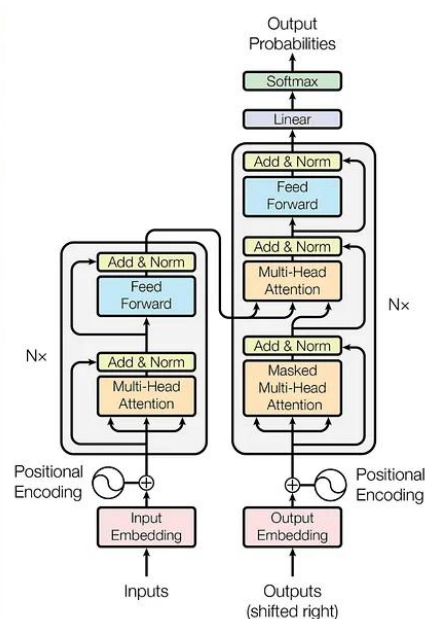 Output
Probabilities
Softmax
Linear
Add & Norm
Feed
Forward
Add & Norm
Multi-Head
Attention
Add & Norm
Masked
Multi-Head
Attention
N×
Add & Norm
Feed
Forward
N×
Add & Norm
Multi-Head
Attention
Positional
Encoding
Positional
Encoding
Input
Embedding
Output
Embedding
Inputs
Outputs
(shifted right)